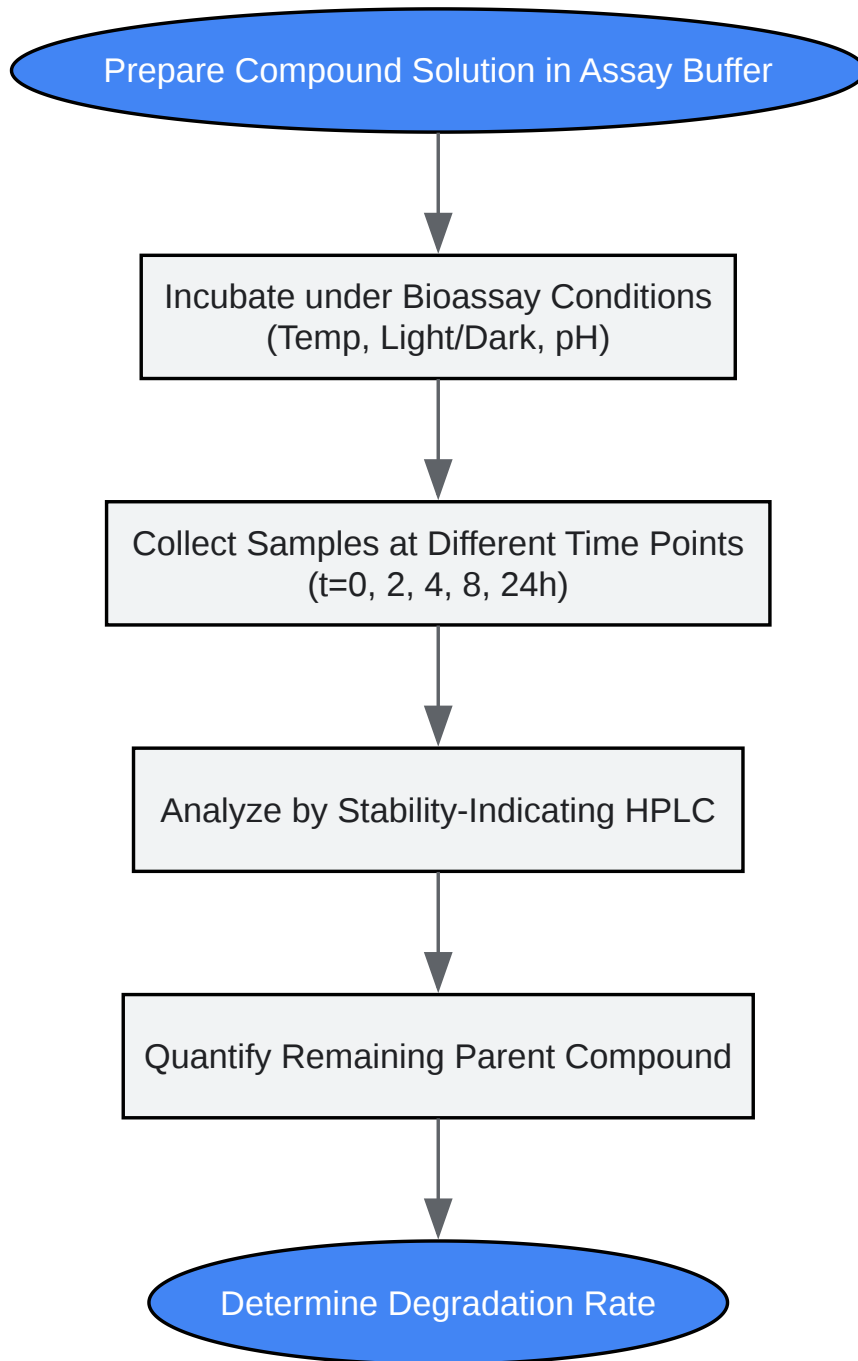 Prepare Compound Solution in Assay Buffer
Incubate under Bioassay Conditions
(Temp, Light/Dark, pH)
Collect Samples at Different Time Points
(t=0, 2, 4, 8, 24h)
Analyze by Stability-Indicating HPLC
Quantify Remaining Parent Compound
Determine Degradation Rate